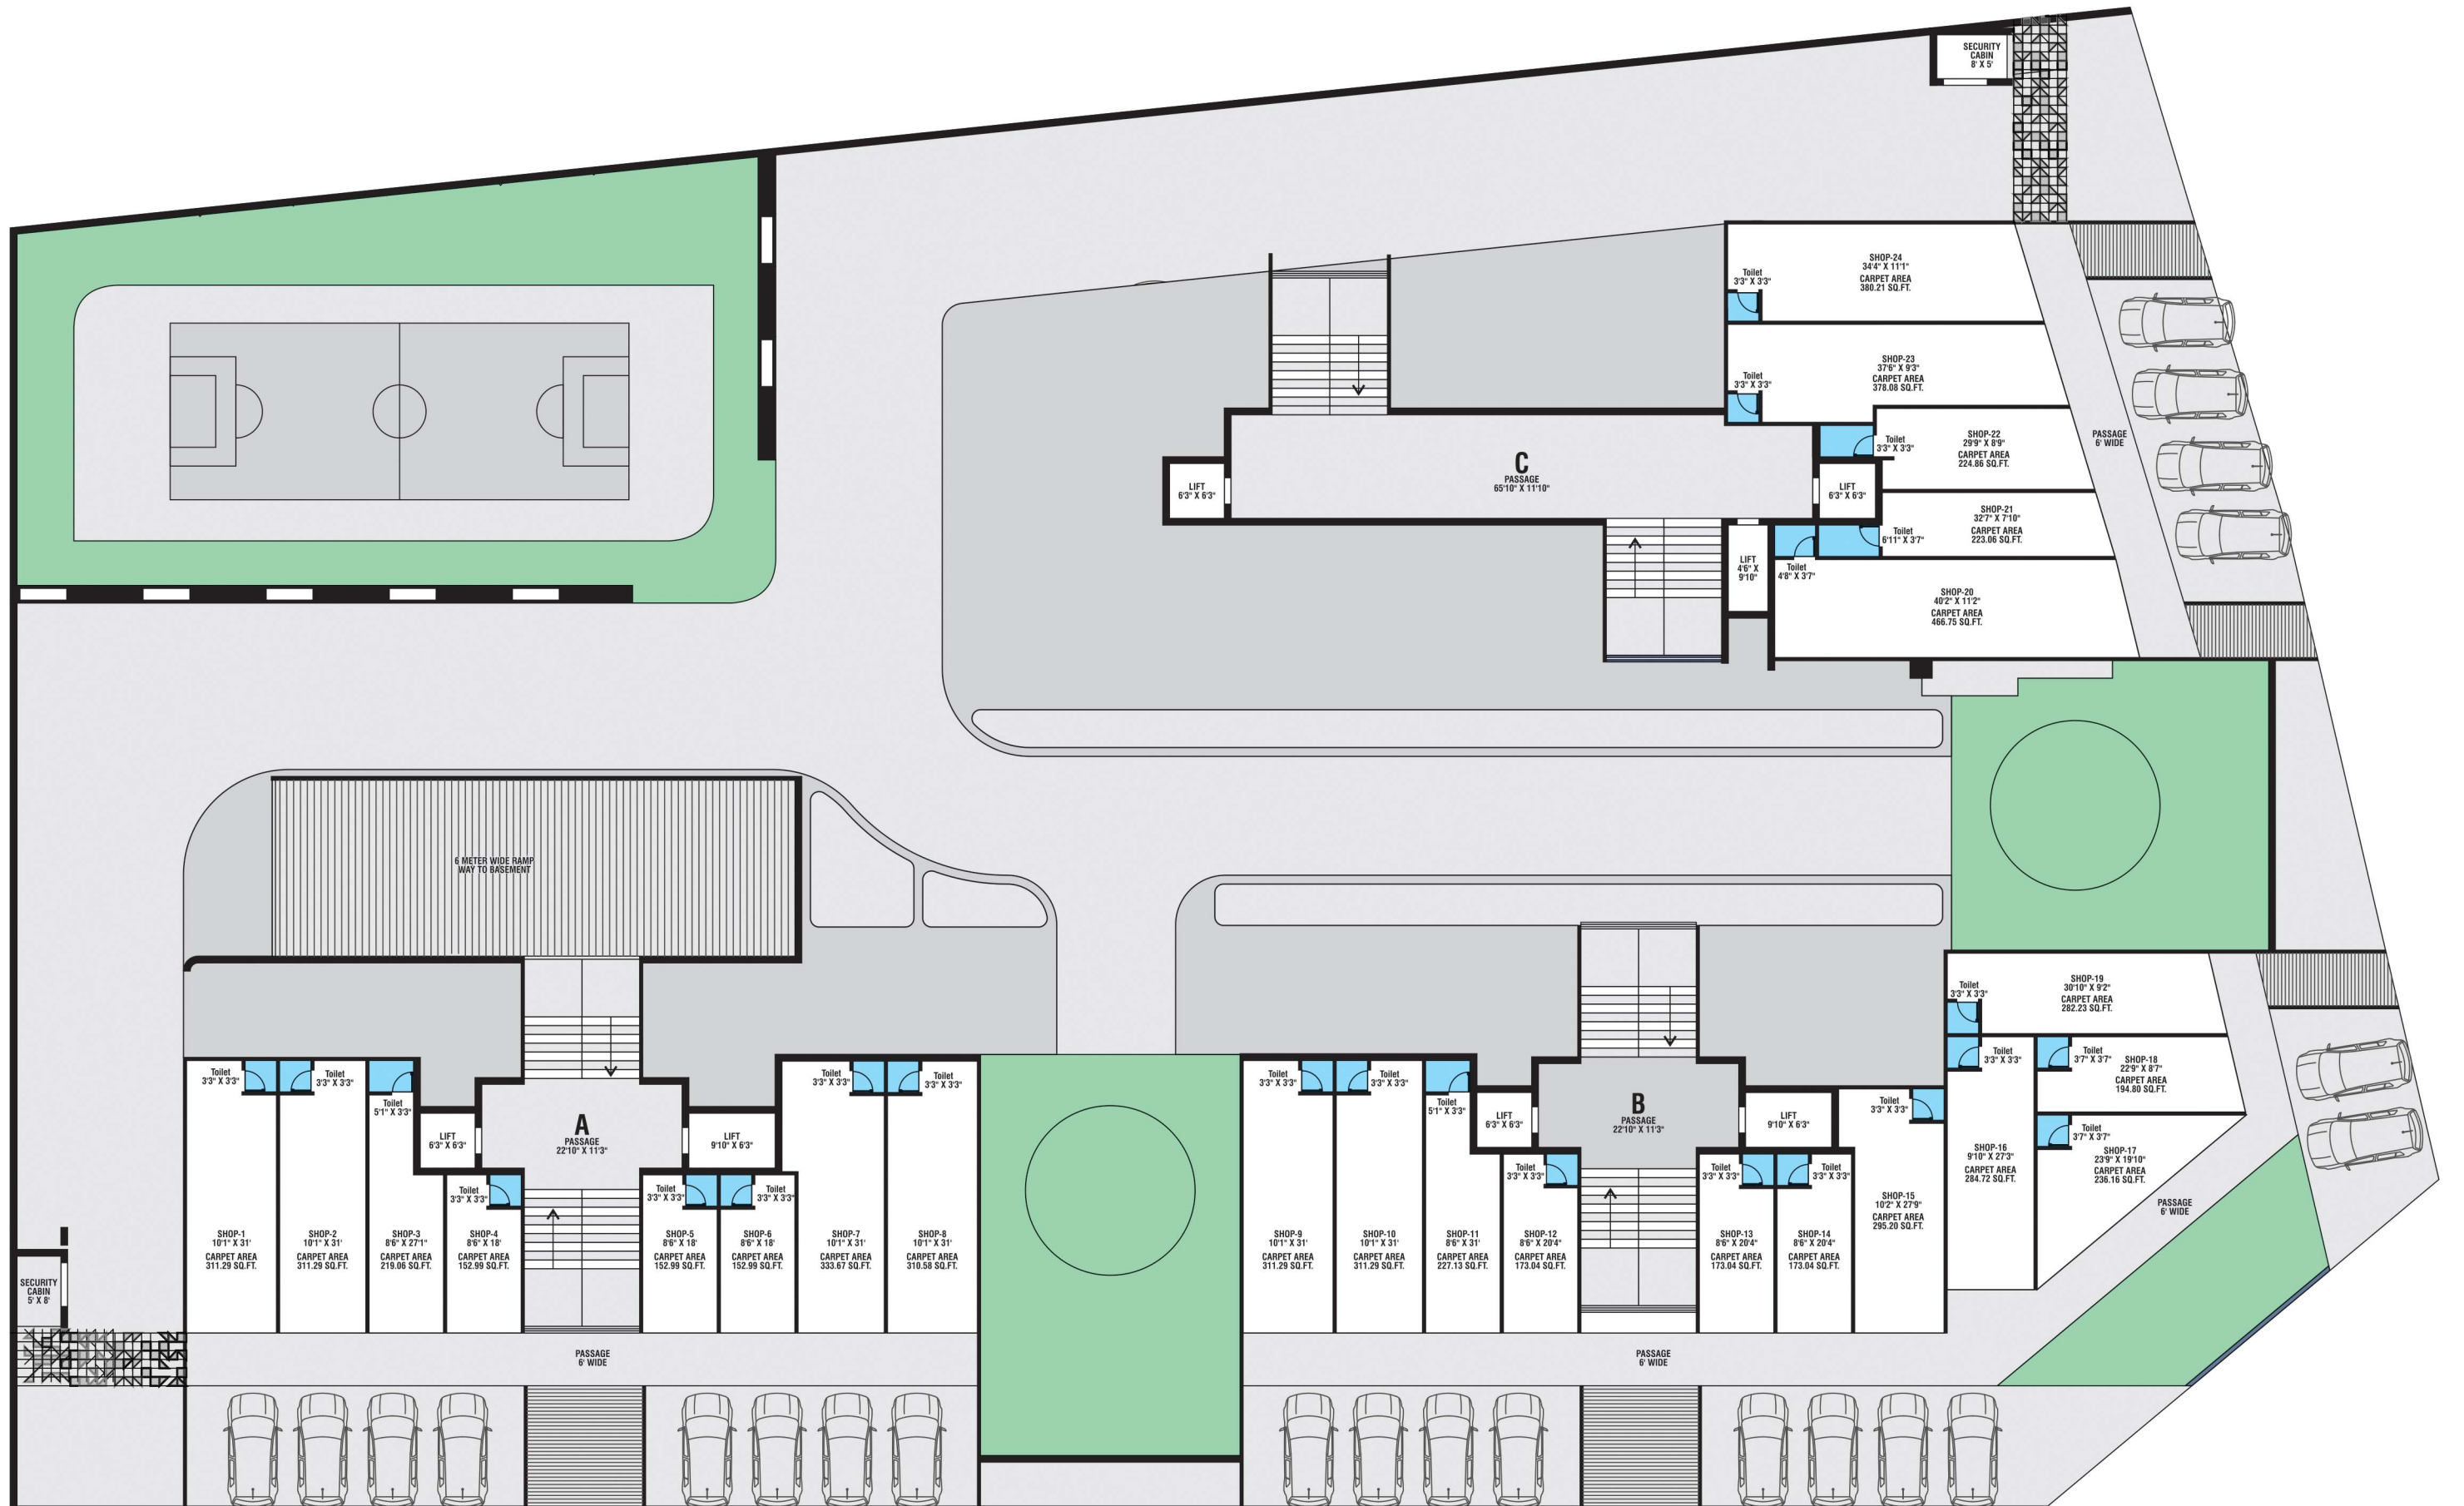 SECURITY
CABIN
8' X 5'
SHOP-24
34'4" X 11'1"
CARPET AREA
380.21 SQ.FT.
Toilet
3'3" X 3'3"
SHOP-23
37'6" X 9'3"
CARPET AREA
378.08 SQ.FT.
Toilet
3'3" X 3'3"
SHOP-22
29'9" X 8'9"
CARPET AREA
224.86 SQ.FT.
Toilet
3'3" X 3'3"
PASSAGE
6' WIDE
C
PASSAGE
65'10" X 11'10"
LIFT
6'3" X 6'3"
LIFT
6'3" X 6'3"
SHOP-21
32'7" X 7'10"
CARPET AREA
223.06 SQ.FT.
Toilet
6'11" X 3'7"
LIFT
4'6" X
9'10"
Toilet
4'8" X 3'7"
SHOP-20
40'2" X 11'2"
CARPET AREA
466.75 SQ.FT.
6 METER WIDE RAMP
WAY TO BASEMENT
SHOP-19
30'10" X 9'2"
CARPET AREA
282.23 SQ.FT.
Toilet
3'3" X 3'3"
Toilet
3'3" X 3'3"
Toilet
3'7" X 3'7"
SHOP-18
22'9" X 8'7"
CARPET AREA
194.80 SQ.FT.
Toilet
3'7" X 3'7"
SHOP-17
23'9" X 19'10"
CARPET AREA
236.16 SQ.FT.
SHOP-16
9'10" X 27'3"
CARPET AREA
284.72 SQ.FT.
PASSAGE
6' WIDE
Toilet
3'3" X 3'3"
Toilet
3'3" X 3'3"
Toilet
5'1" X 3'3"
LIFT
6'3" X 6'3"
A
PASSAGE
22'10" X 11'3"
LIFT
9'10" X 6'3"
Toilet
3'3" X 3'3"
Toilet
3'3" X 3'3"
Toilet
3'3" X 3'3"
Toilet
3'3" X 3'3"
Toilet
3'3" X 3'3"
SHOP-1
10'1" X 31'
CARPET AREA
311.29 SQ.FT.
SHOP-2
10'1" X 31'
CARPET AREA
311.29 SQ.FT.
SHOP-3
8'6" X 27'1"
CARPET AREA
219.06 SQ.FT.
SHOP-4
8'6" X 18'
CARPET AREA
152.99 SQ.FT.
SHOP-5
8'6" X 18'
CARPET AREA
152.99 SQ.FT.
SHOP-6
8'6" X 18'
CARPET AREA
152.99 SQ.FT.
SHOP-7
10'1" X 31'
CARPET AREA
333.67 SQ.FT.
SHOP-8
10'1" X 31'
CARPET AREA
310.58 SQ.FT.
Toilet
3'3" X 3'3"
Toilet
3'3" X 3'3"
Toilet
5'1" X 3'3"
LIFT
6'3" X 6'3"
B
PASSAGE
22'10" X 11'3"
LIFT
9'10" X 6'3"
Toilet
3'3" X 3'3"
Toilet
3'3" X 3'3"
Toilet
3'3" X 3'3"
Toilet
3'3" X 3'3"
SHOP-9
10'1" X 31'
CARPET AREA
311.29 SQ.FT.
SHOP-10
10'1" X 31'
CARPET AREA
311.29 SQ.FT.
SHOP-11
8'6" X 31'
CARPET AREA
227.13 SQ.FT.
SHOP-12
8'6" X 20'4"
CARPET AREA
173.04 SQ.FT.
SHOP-13
8'6" X 20'4"
CARPET AREA
173.04 SQ.FT.
SHOP-14
8'6" X 20'4"
CARPET AREA
173.04 SQ.FT.
SHOP-15
10'2" X 27'9"
CARPET AREA
295.20 SQ.FT.
SECURITY
CABIN
5' X 8'
PASSAGE
6' WIDE
PASSAGE
6' WIDE